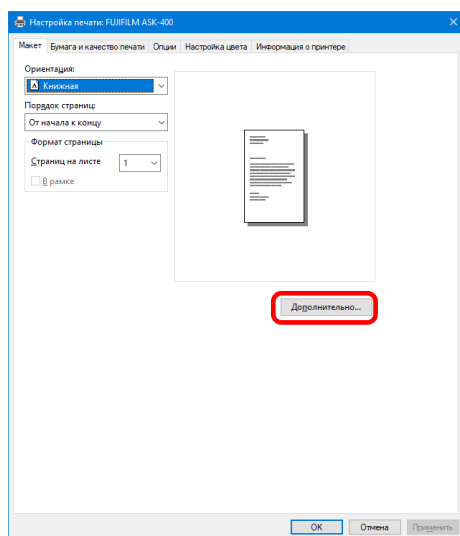 Настройка печати: FUJIFILM ASK-400
Макет Бумага и качество печати Опции Настройка цвета Информация о принтере
Ориентация:
Книжная
Порядок страниц:
От начала к концу
Формат страницы
Страниц на листе 1
В рамке
Дополнительно...
OK Отмена Применить